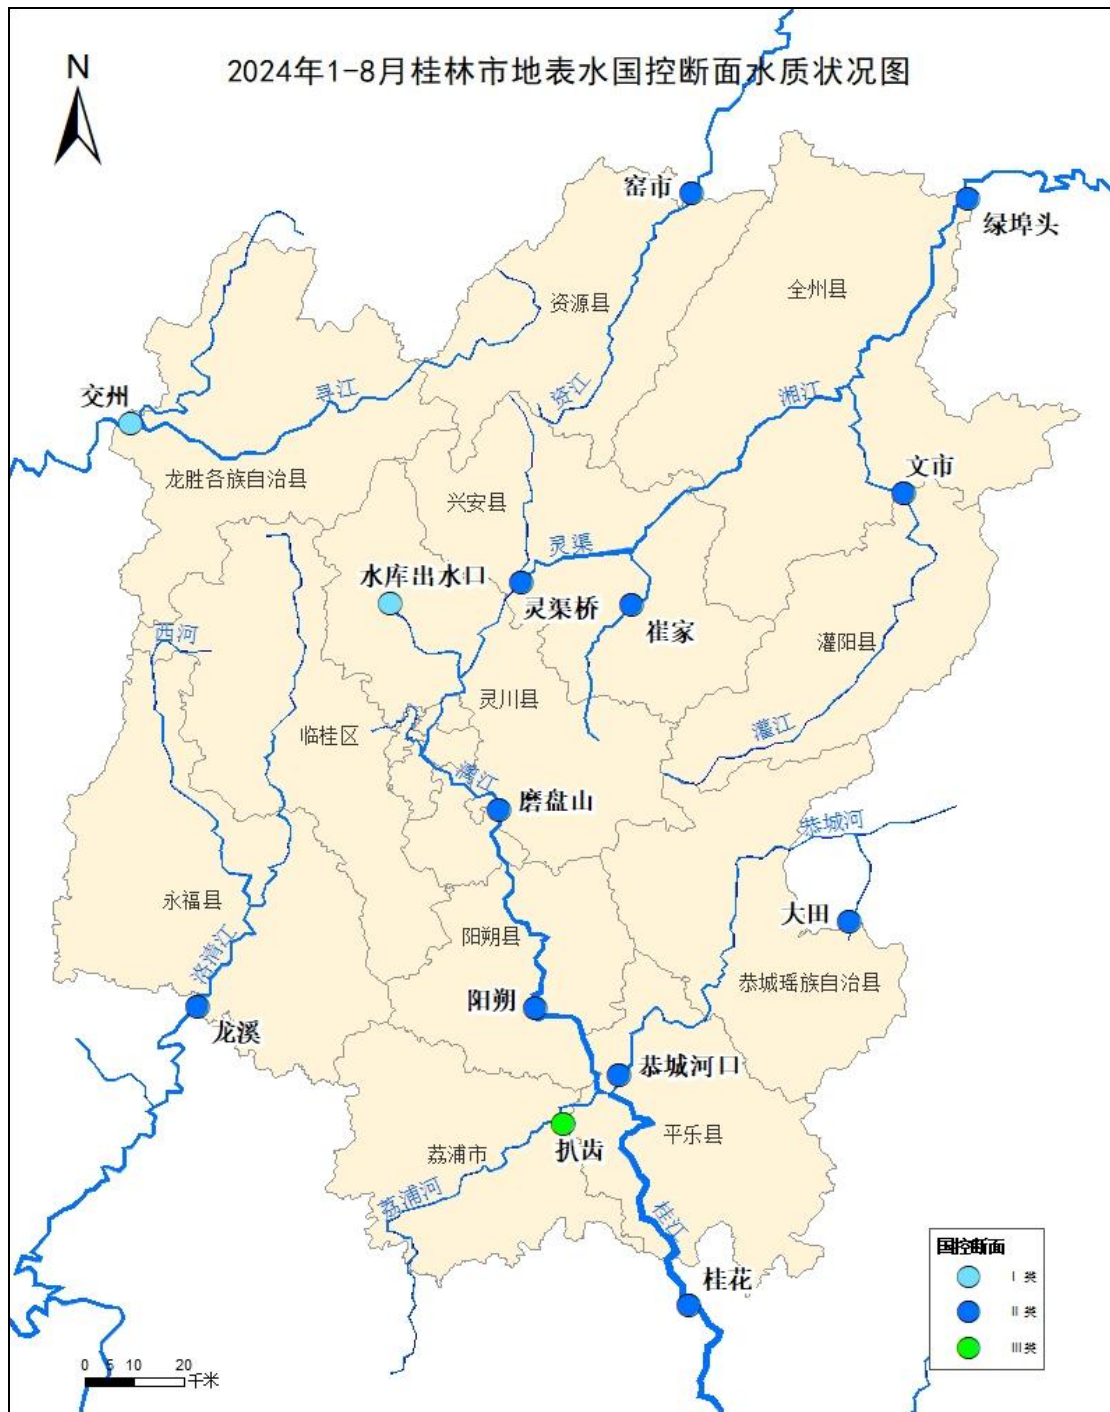 N
2024年1-8月桂林市地表水国控断面水质状况图
窑市
绿埠头
资源县
全州县
交州
寻江
资江
湘江
龙胜各族自治县
文市
兴安县
灵渠
水库出水口
灵渠桥
崔家
西河
灌阳县
灵川县
临桂区
灌江
漓江
磨盘山
恭城河
永福县
大田
阳朔县
洛清江
恭城瑶族自治县
阳朔
龙溪
恭城河口
扒齿
平乐县
荔浦市
荔浦河
桂江
桂花
国控断面
I 类
II 类
III类
0 5 10 20
千米